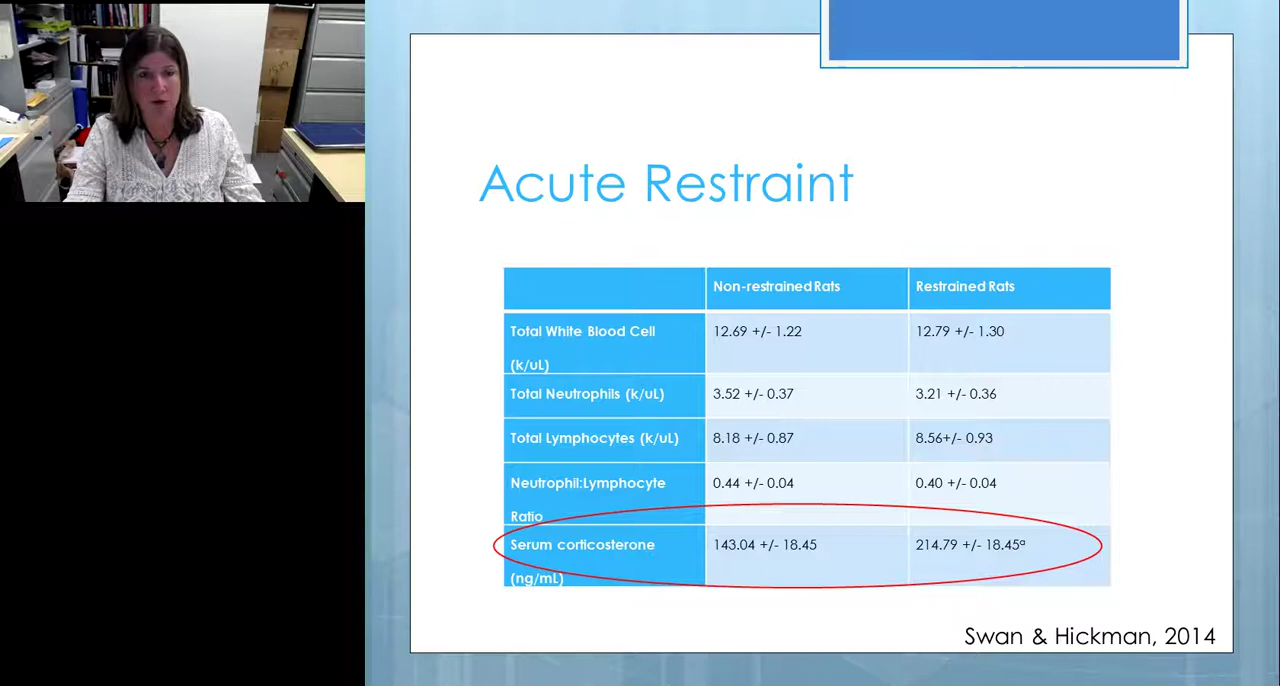 Acute Restraint
Non-restrained Rats Restrained Rats
Total White Blood Cell 12.69 +/- 1.22 12.79 +/- 1.30
(k/uL)
Total Neutrophils (k/uL) 3.52 +/- 0.37 3.21 +/- 0.36
Total Lymphocytes (k/uL) 8.18 +/- 0.87 8.56+/- 0.93
Neutrophil:Lymphocyte 0.44 +/- 0.04 0.40 +/- 0.04
Ratio
Serum corticosterone 143.04 +/- 18.45 214.79 +/- 18.45ᵃ
(ng/mL)
Swan & Hickman, 2014